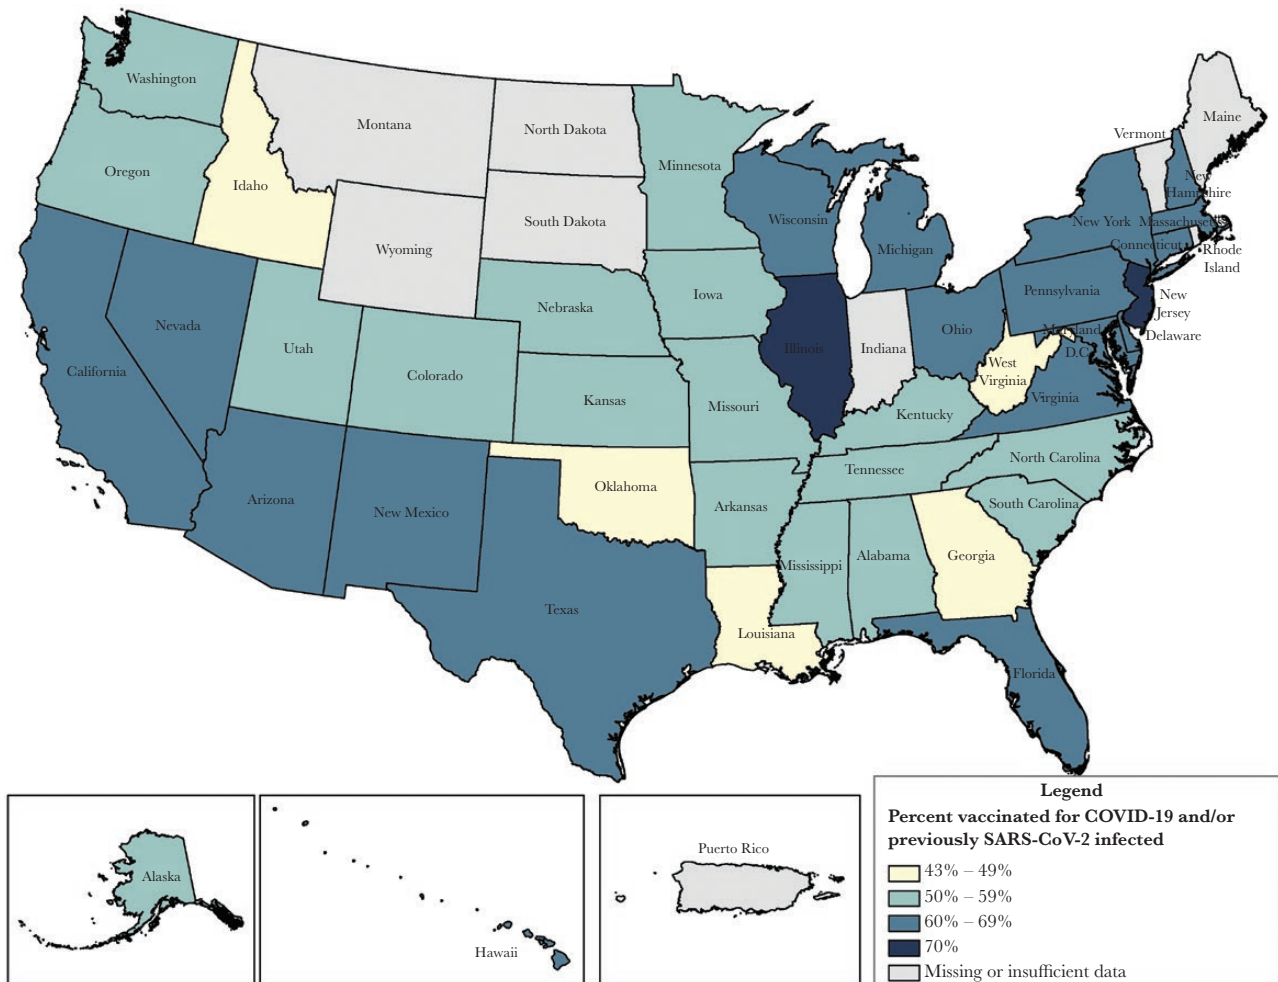 Washington
Oregon
Idaho
Montana
North Dakota
South Dakota
Wyoming
Minnesota
Wisconsin
Michigan
Vermont
Maine
New
Hampshire
New York
Massachusetts
Connecticut
Rhode
Island
California
Nevada
Utah
Colorado
Nebraska
Iowa
Kansas
Missouri
Illinois
Indiana
Ohio
Pennsylvania
New
Jersey
Maryland
Delaware
D.C.
West
Virginia
Virginia
Kentucky
Arizona
New Mexico
Oklahoma
Arkansas
Tennessee
North Carolina
South Carolina
Texas
Louisiana
Mississippi
Alabama
Georgia
Florida
Alaska
Hawaii
Puerto Rico
Legend
Percent vaccinated for COVID-19 and/or
previously SARS-CoV-2 infected
43% – 49%
50% – 59%
60% – 69%
70%
Missing or insufficient data